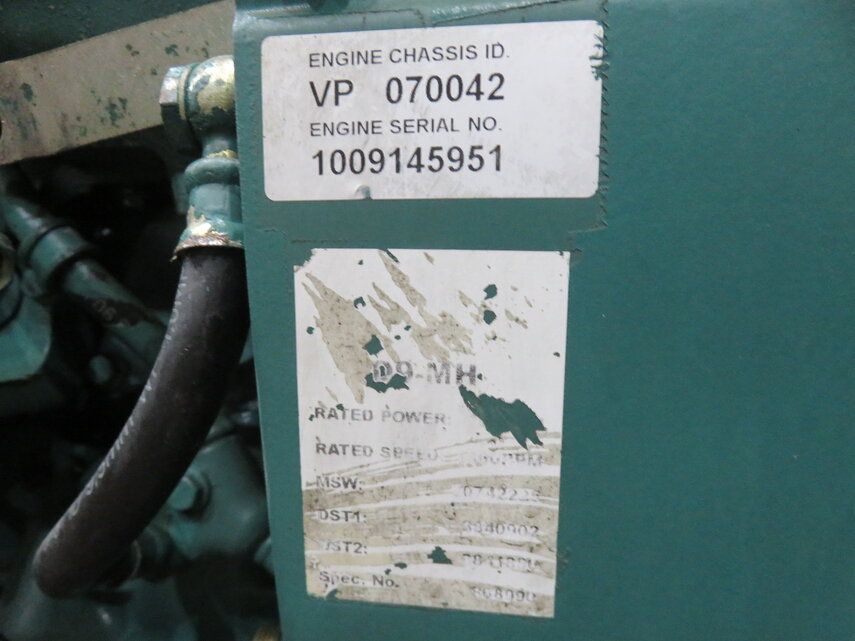 ENGINE CHASSIS ID.
VP 070042
ENGINE SERIAL NO.
1009145951
D9-MH
RATED POWER:
RATED SPEED
MSW:
DST1: 3840902
DST2:
Spec. No.